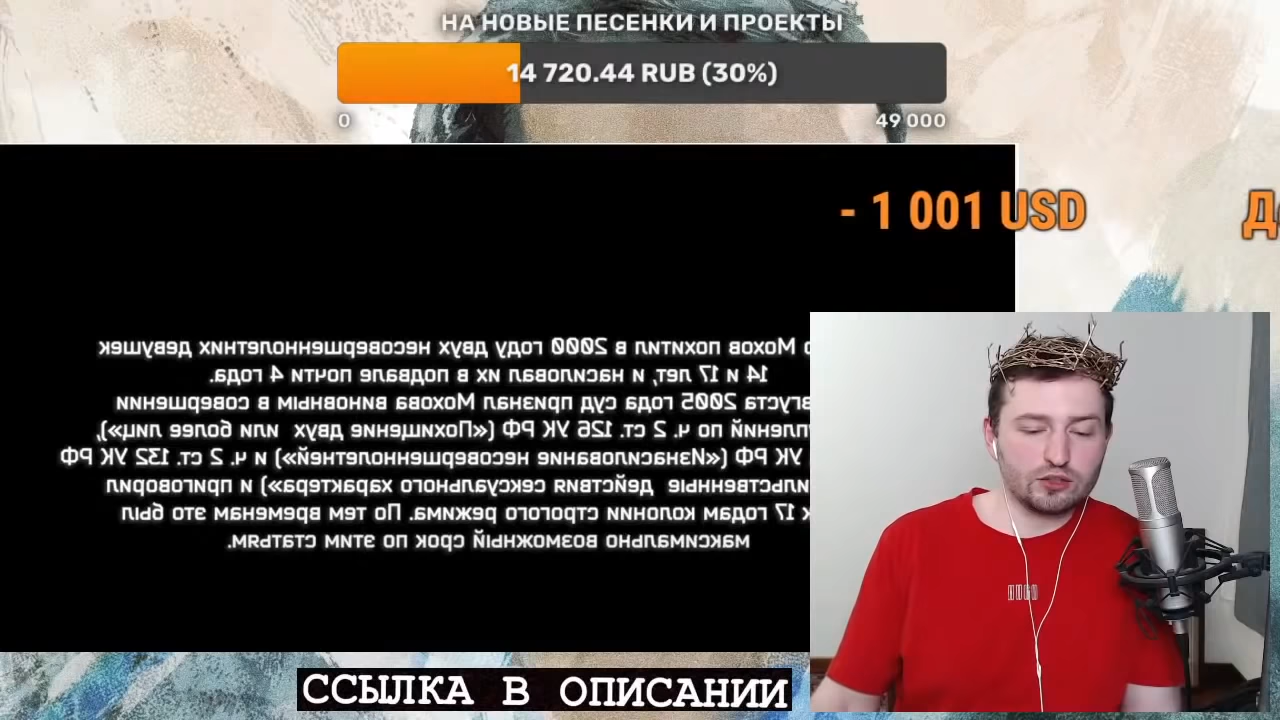 НА НОВЫЕ ПЕСЕНКИ И ПРОЕКТЫ
14 720.44 RUB (30%)
0
49 000
- 1 001 USD
Мохов похитил в 2000 году двух несовершеннолетних девушек
14 и 17 лет, и насиловал их в подвале почти 4 года.
2005 года суд признал Мохова виновным в совершении
по ч. 2 ст. 126 УК РФ («Похищение двух или более лиц»),
УК РФ («Изнасилование несовершеннолетней») и ч. 2 ст. 132 УК РФ
действия сексуального характера») и приговорил
к 17 годам колонии строгого режима. По тем временам это был
максимально возможный срок по этим статьям.
ССЫЛКА В ОПИСАНИИ